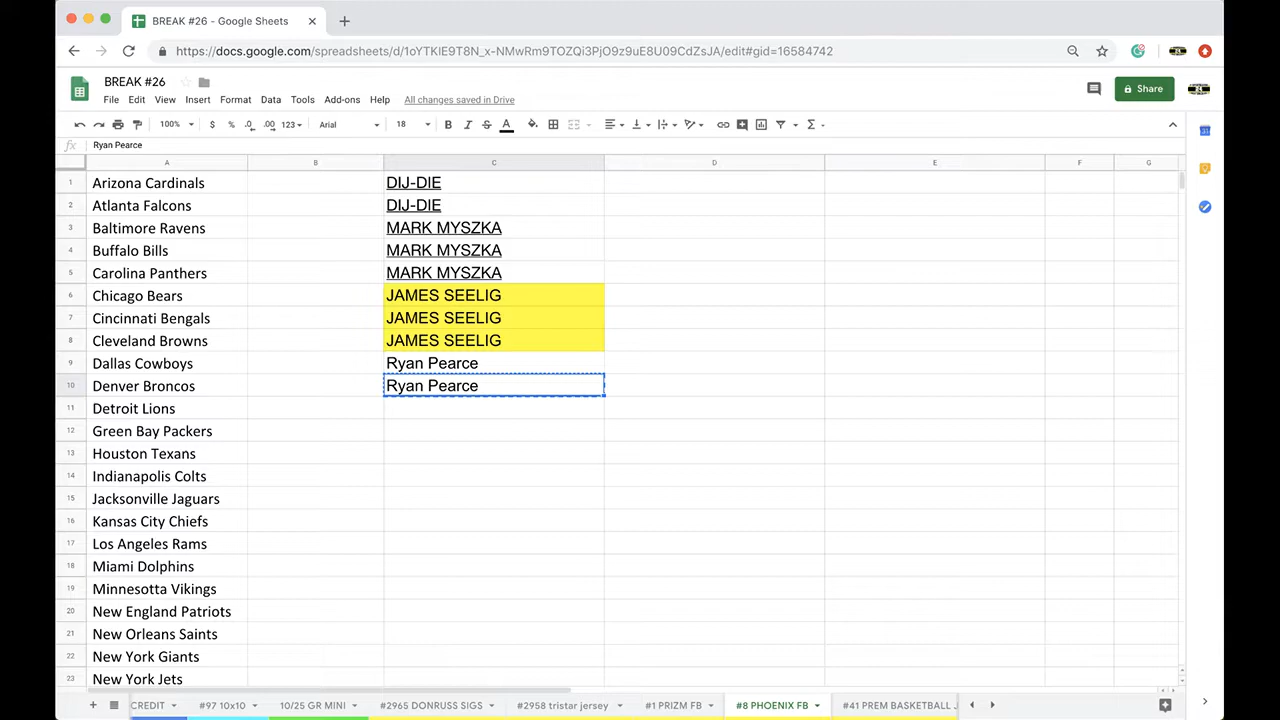 BREAK #26 - Google Sheets
https://docs.google.com/spreadsheets/d/1oYTKlE9T8N_x-NMwRm9TOZQi3PjO9z9uE8U09CdZsJA/edit#gid=16584742
BREAK #26
File Edit View Insert Format Data Tools Add-ons Help All changes saved in Drive
Share
100% $ % .0 .00 123 Arial 18 B I S A
fx Ryan Pearce
A B C D E F G
1 Arizona Cardinals DIJ-DIE
2 Atlanta Falcons DIJ-DIE
3 Baltimore Ravens MARK MYSZKA
4 Buffalo Bills MARK MYSZKA
5 Carolina Panthers MARK MYSZKA
6 Chicago Bears JAMES SEELIG
7 Cincinnati Bengals JAMES SEELIG
8 Cleveland Browns JAMES SEELIG
9 Dallas Cowboys Ryan Pearce
10 Denver Broncos Ryan Pearce
11 Detroit Lions
12 Green Bay Packers
13 Houston Texans
14 Indianapolis Colts
15 Jacksonville Jaguars
16 Kansas City Chiefs
17 Los Angeles Rams
18 Miami Dolphins
19 Minnesota Vikings
20 New England Patriots
21 New Orleans Saints
22 New York Giants
23 New York Jets
CREDIT #97 10x10 10/25 GR MINI #2965 DONRUSS SIGS #2958 tristar jersey #1 PRIZM FB #8 PHOENIX FB #41 PREM BASKETBALL J